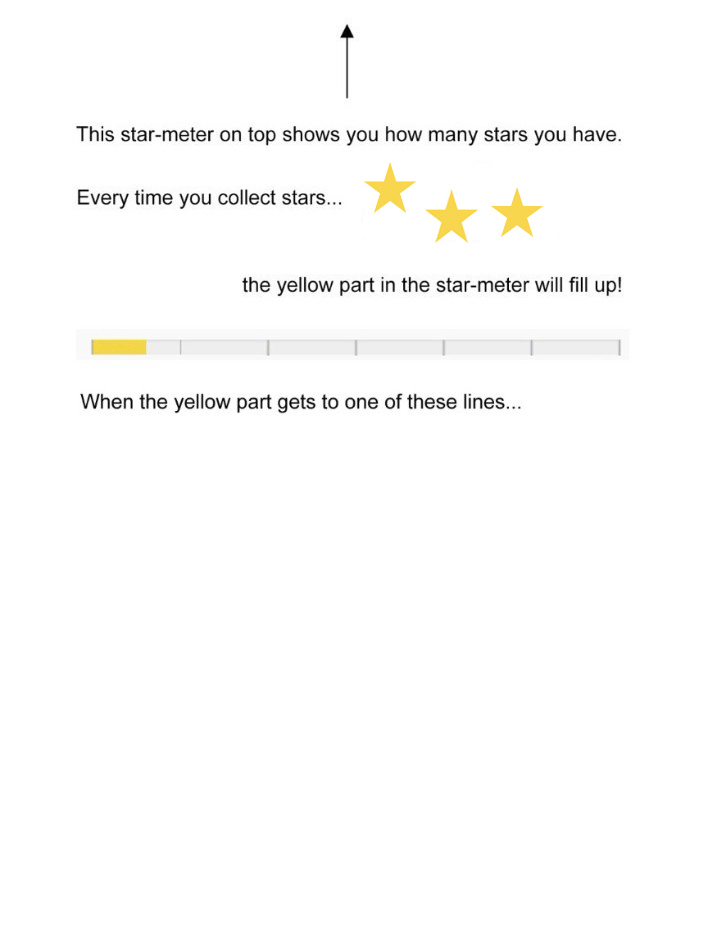 This star-meter on top shows you how many stars you have.
Every time you collect stars...
the yellow part in the star-meter will fill up!
When the yellow part gets to one of these lines...